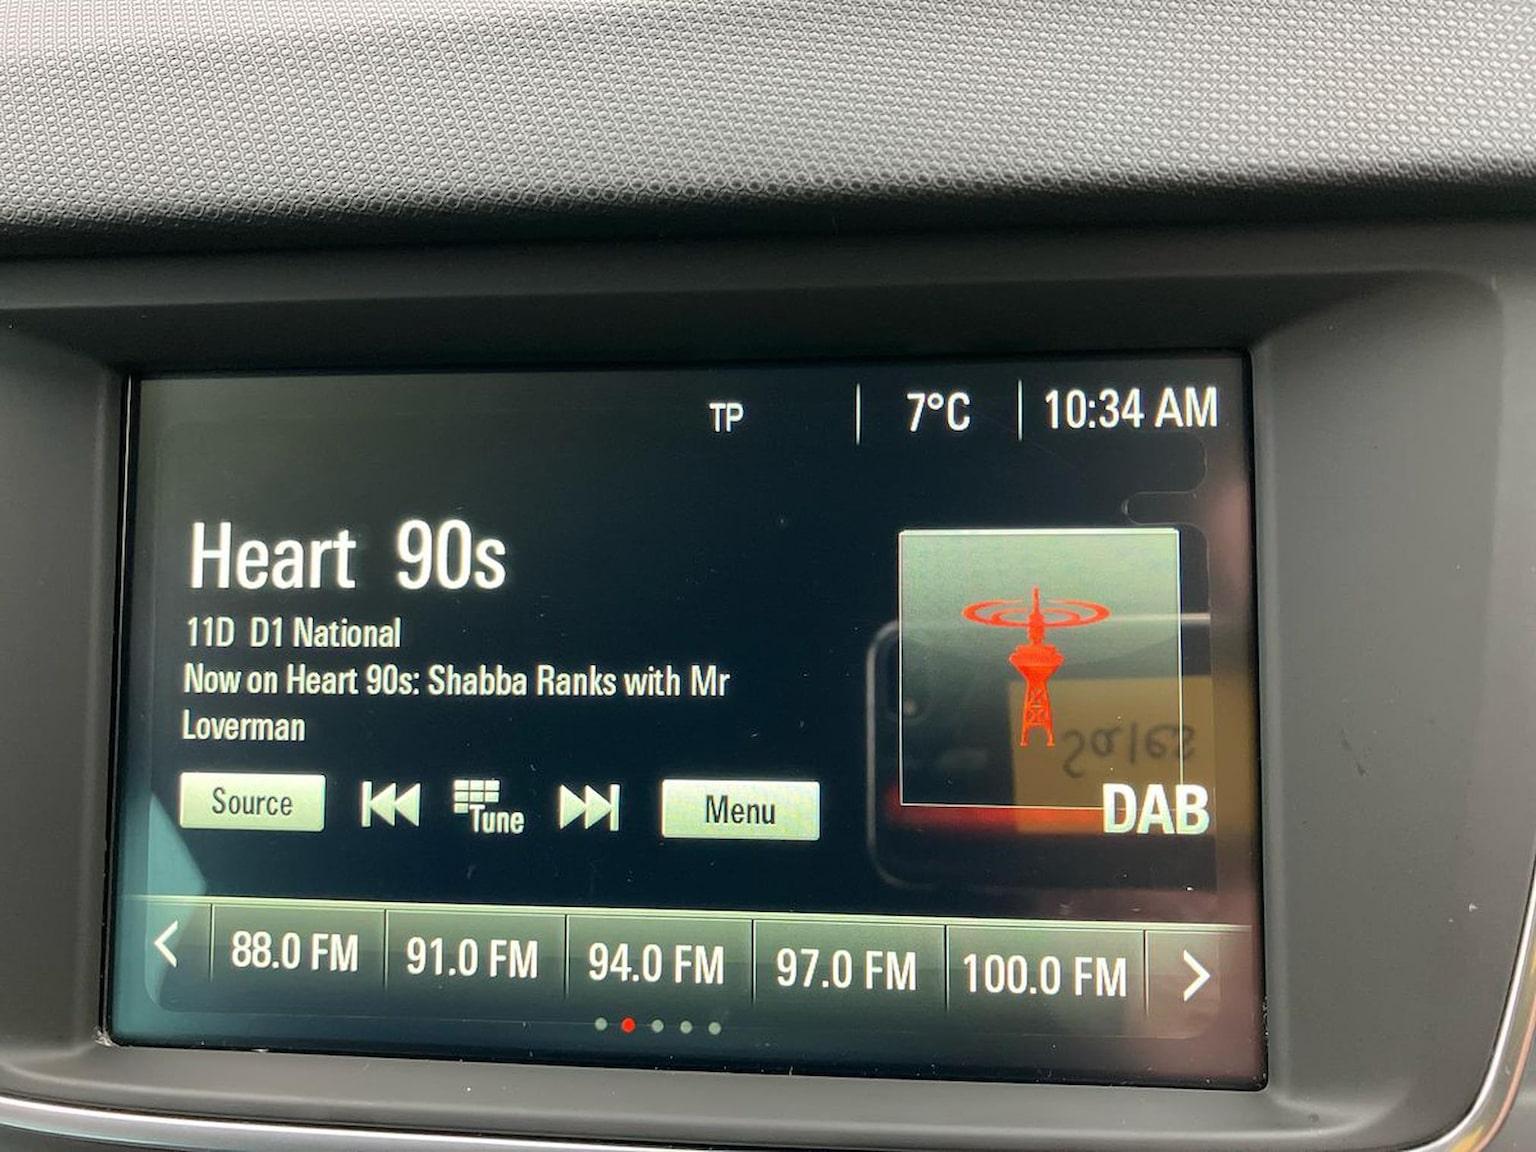 TP 7°C 10:34 AM
Heart 90s
11D D1 National
Now on Heart 90s: Shabba Ranks with Mr
Loverman
Source Tune Menu
DAB
Sales
88.0 FM 91.0 FM 94.0 FM 97.0 FM 100.0 FM